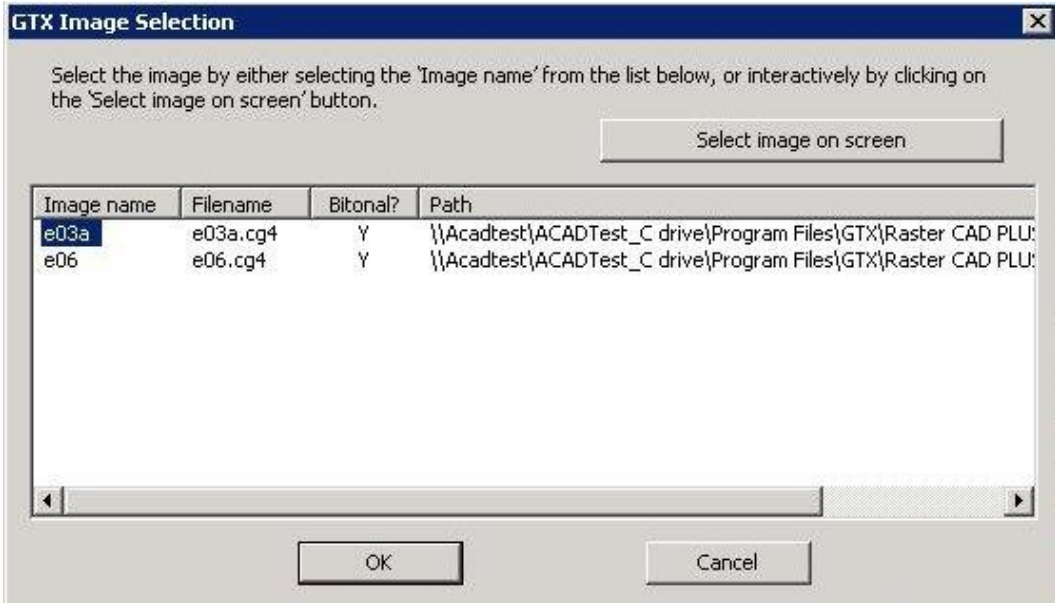 GTX Image Selection
Select the image by either selecting the 'Image name' from the list below, or interactively by clicking on
the 'Select image on screen' button.
Select image on screen
Image name Filename Bitonal? Path
e03a e03a.cg4 Y \\Acadtest\ACADTest_C drive\Program Files\GTX\Raster CAD PLUS
e06 e06.cg4 Y \\Acadtest\ACADTest_C drive\Program Files\GTX\Raster CAD PLU
OK Cancel